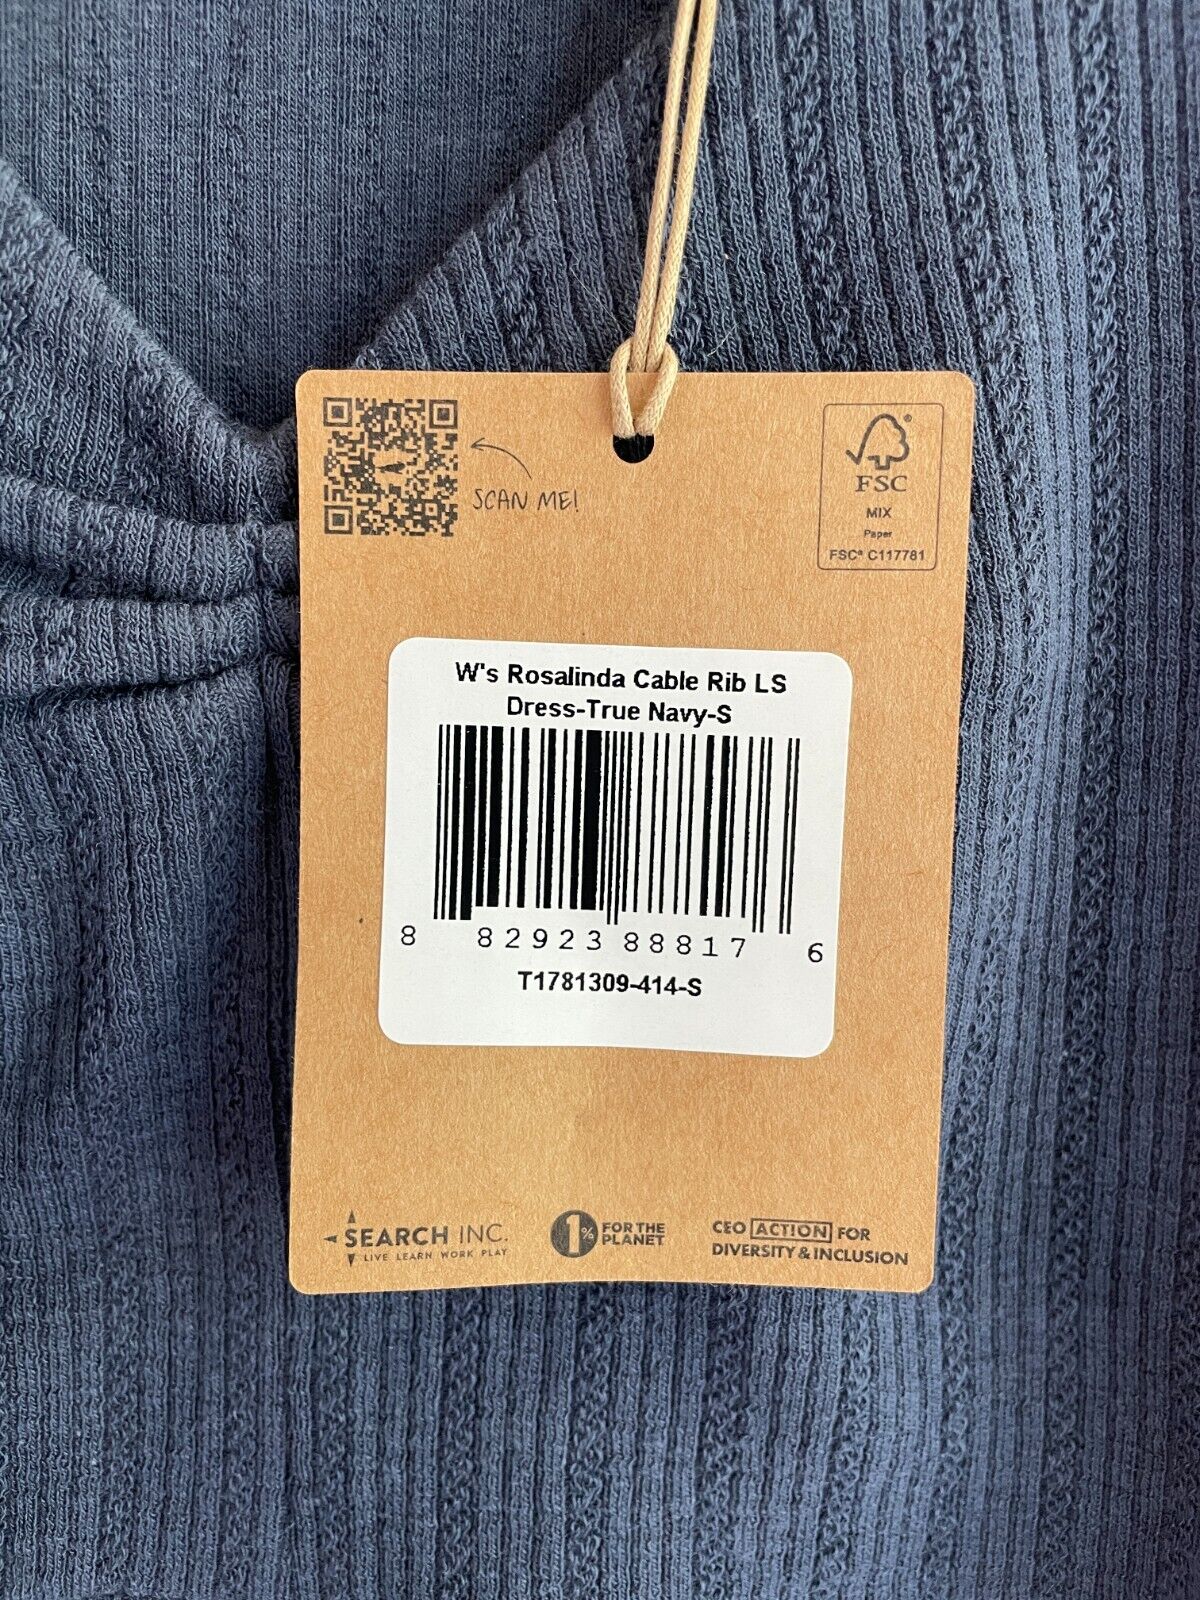 SCAN ME!
FSC®
MIX
Paper
FSC® C117781
W's Rosalinda Cable Rib LS
Dress-True Navy-S
8 82923 88817 6
T1781309-414-S
SEARCH INC.
LIVE LEARN WORK PLAY
1%
FOR THE
PLANET
CEO ACTION FOR
DIVERSITY & INCLUSION